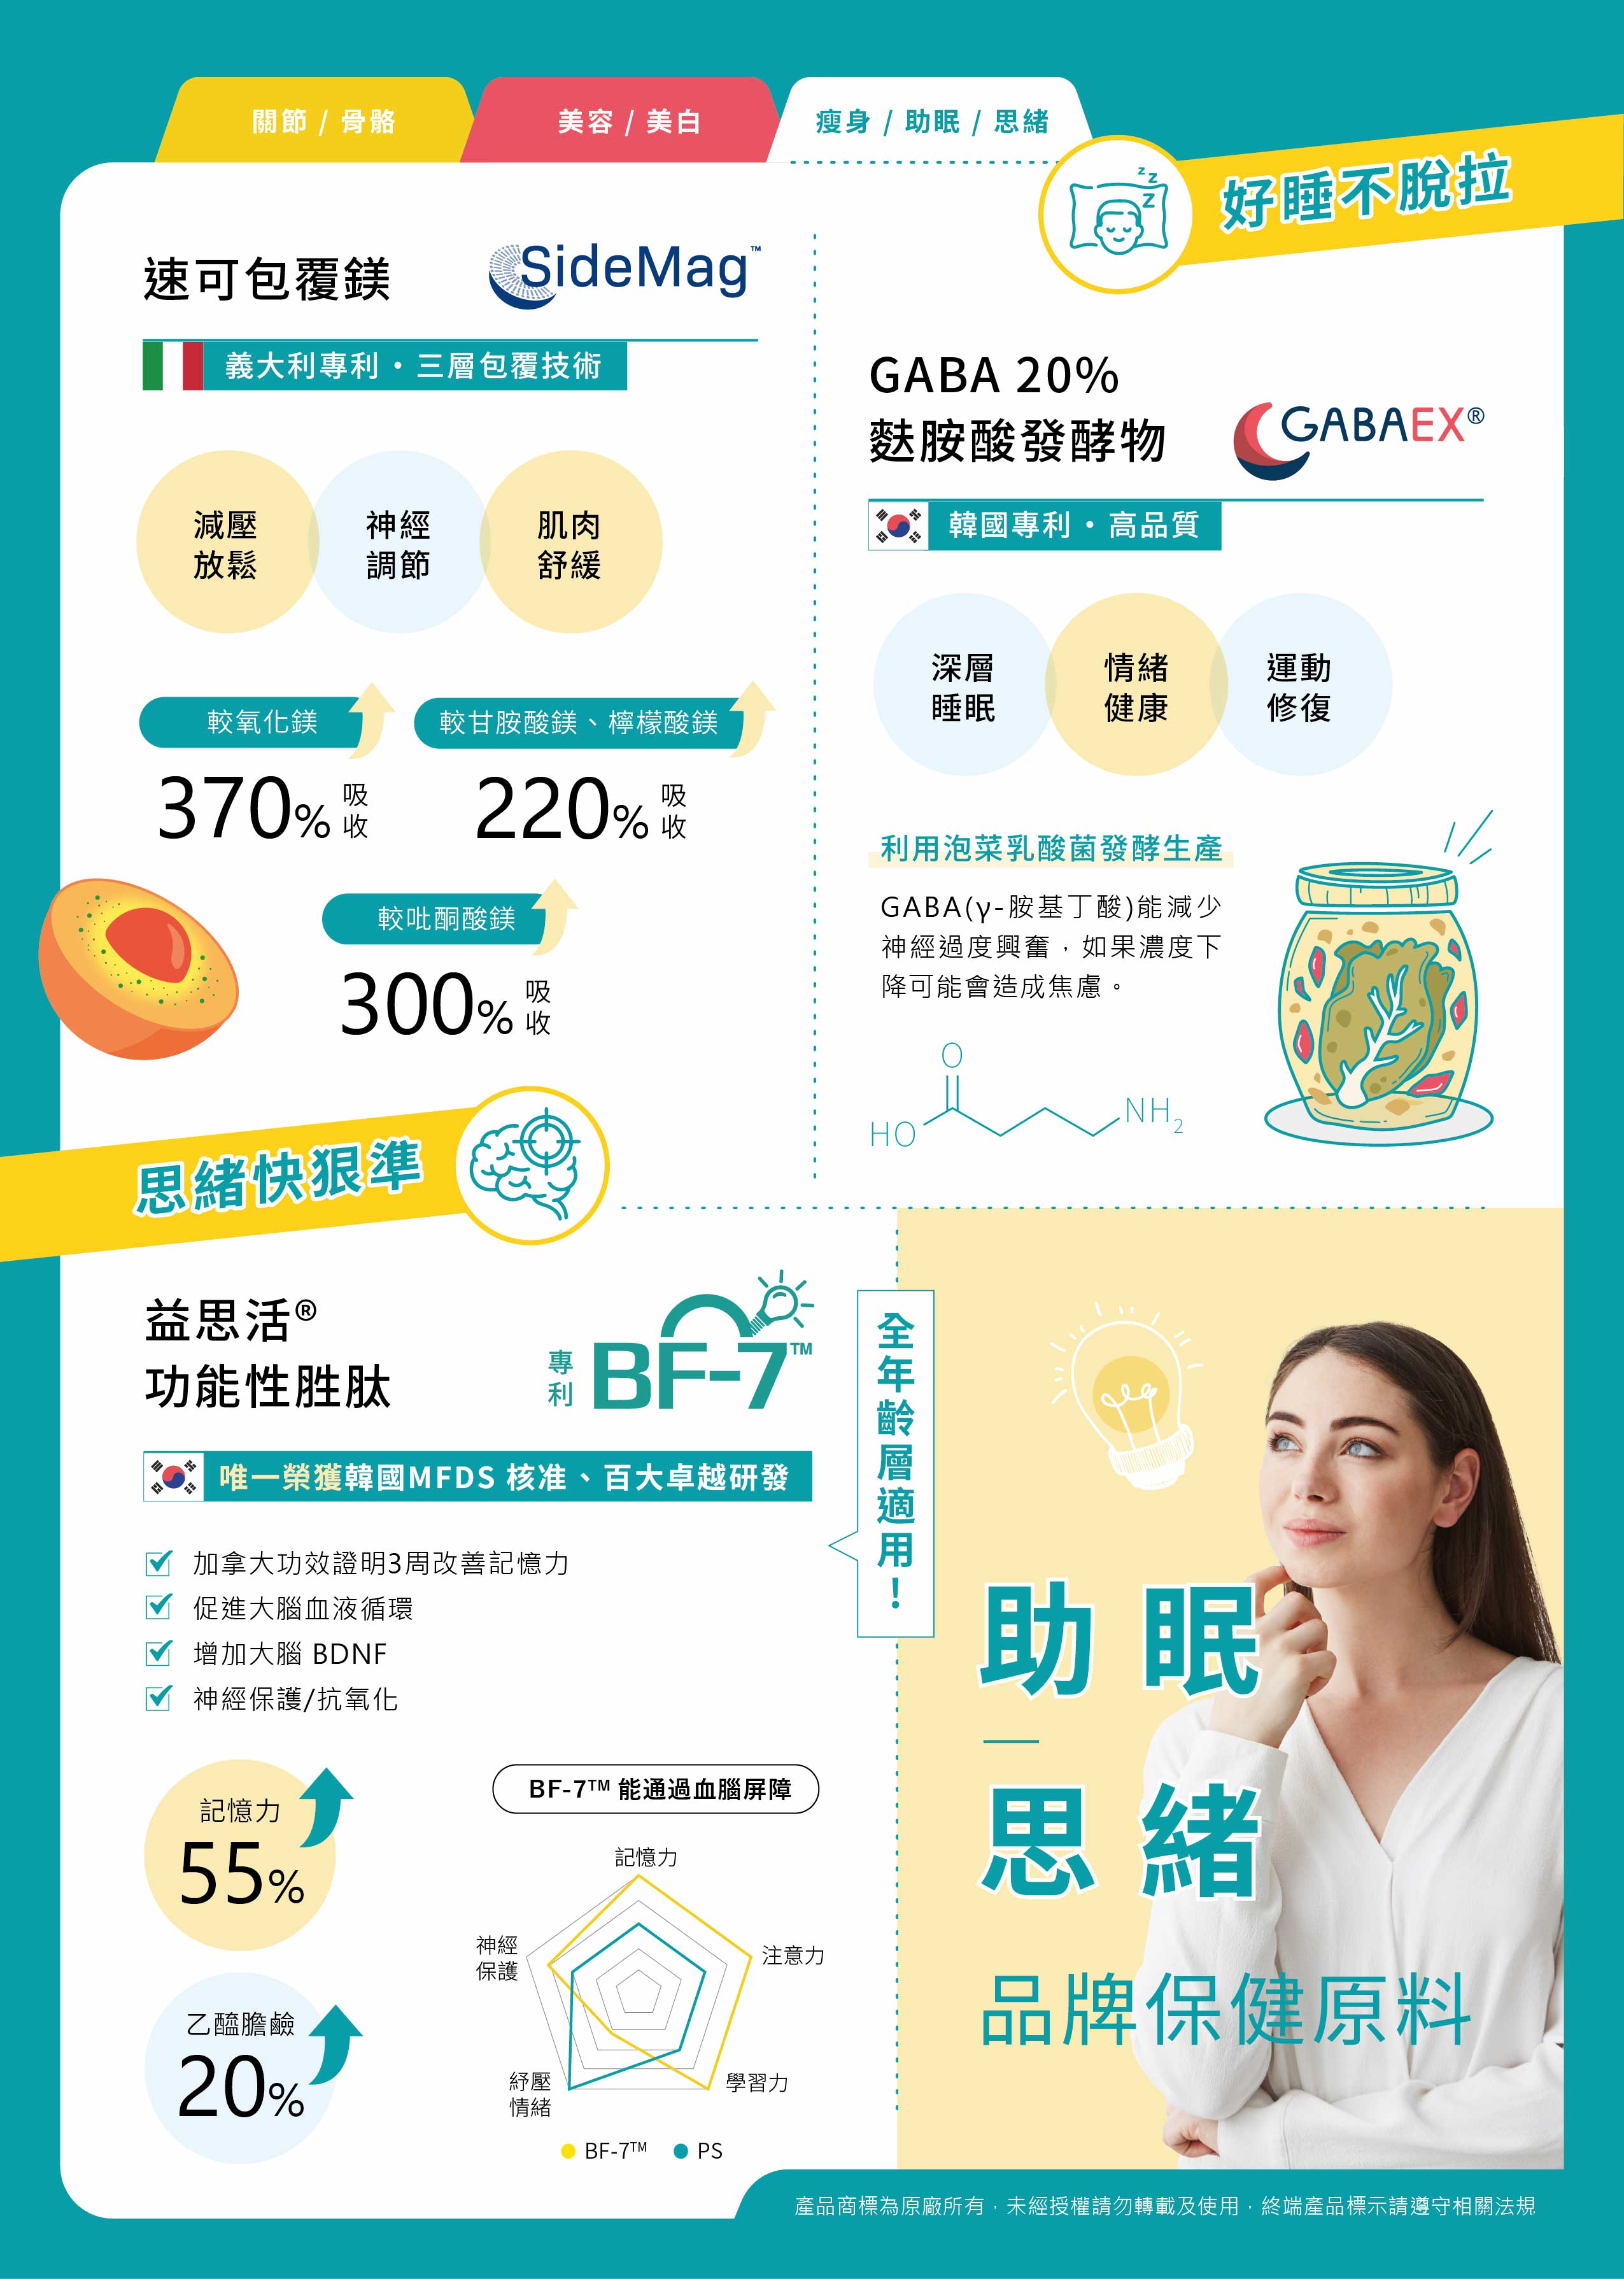 關節 / 骨骼
美容 / 美白
瘦身 / 助眠 / 思緒
好睡不脫拉
速可包覆鎂
SideMag™
義大利專利・三層包覆技術
減壓
放鬆
神經
調節
肌肉
舒緩
較氧化鎂
370% 吸收
較甘胺酸鎂、檸檬酸鎂
220% 吸收
較吡酮酸鎂
300% 吸收
GABA 20%
麩胺酸發酵物
GABAEX®
韓國專利・高品質
深層
睡眠
情緒
健康
運動
修復
利用泡菜乳酸菌發酵生產
GABA(γ-胺基丁酸)能減少
神經過度興奮，如果濃度下
降可能會造成焦慮。
O
HO
NH2
思緒快狠準
益思活®
功能性胜肽
專利
BF-7™
唯一榮獲韓國MFDS 核准、百大卓越研發
加拿大功效證明3周改善記憶力
促進大腦血液循環
增加大腦 BDNF
神經保護/抗氧化
全年齡層適用！
記憶力
55%
乙醯膽鹼
20%
BF-7™ 能通過血腦屏障
記憶力
注意力
學習力
紓壓
情緒
神經
保護
BF-7™
PS
助眠
思緒
品牌保健原料
產品商標為原廠所有，未經授權請勿轉載及使用，終端產品標示請遵守相關法規